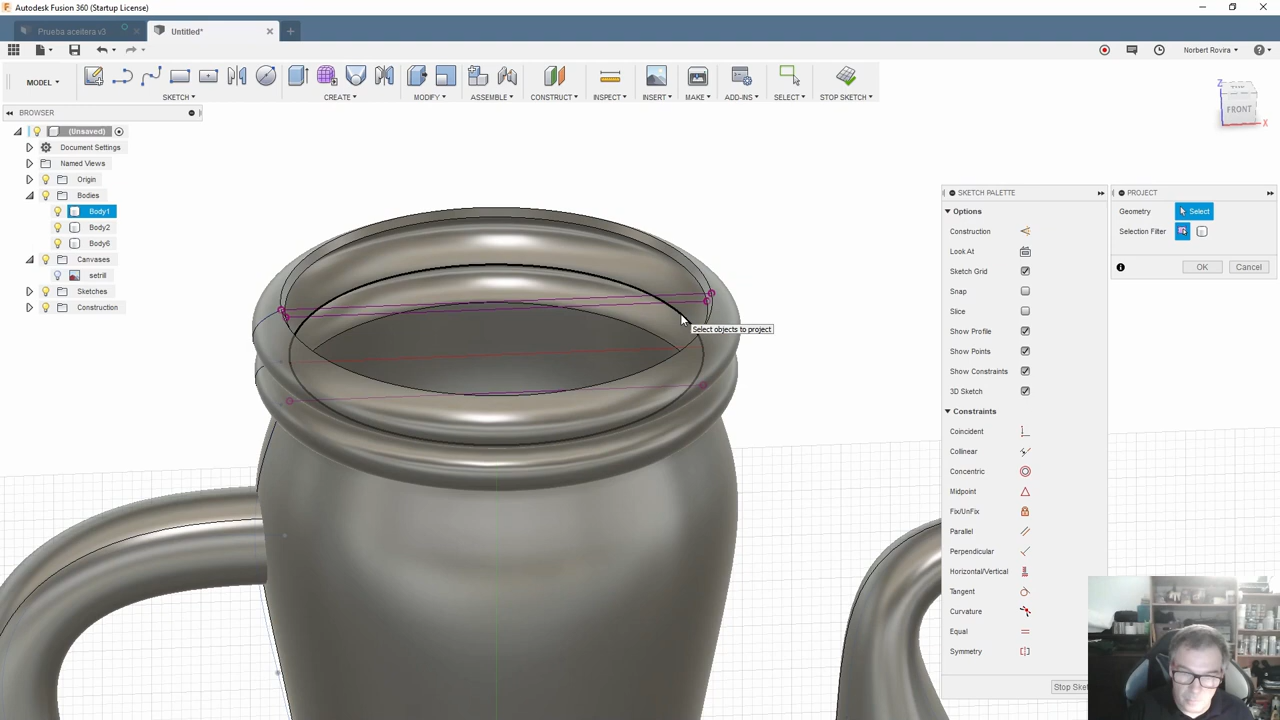 Autodesk Fusion 360 (Startup License)
Prueba aceitera v3
Untitled*
Norbert Rovira
MODEL
SKETCH
CREATE
MODIFY
ASSEMBLE
CONSTRUCT
INSPECT
INSERT
MAKE
ADD-INS
SELECT
STOP SKETCH
BROWSER
(Unsaved)
Document Settings
Named Views
Origin
Bodies
Body1
Body2
Body6
Canvases
setrill
Sketches
Construction
Z
FRONT
X
SKETCH PALETTE
Options
Construction
Look At
Sketch Grid
Snap
Slice
Show Profile
Show Points
Show Constraints
3D Sketch
Constraints
Coincident
Collinear
Concentric
Midpoint
Fix/UnFix
Parallel
Perpendicular
Horizontal/Vertical
Tangent
Curvature
Equal
Symmetry
Stop Sket
PROJECT
Geometry
Select
Selection Filter
OK
Cancel
Select objects to project